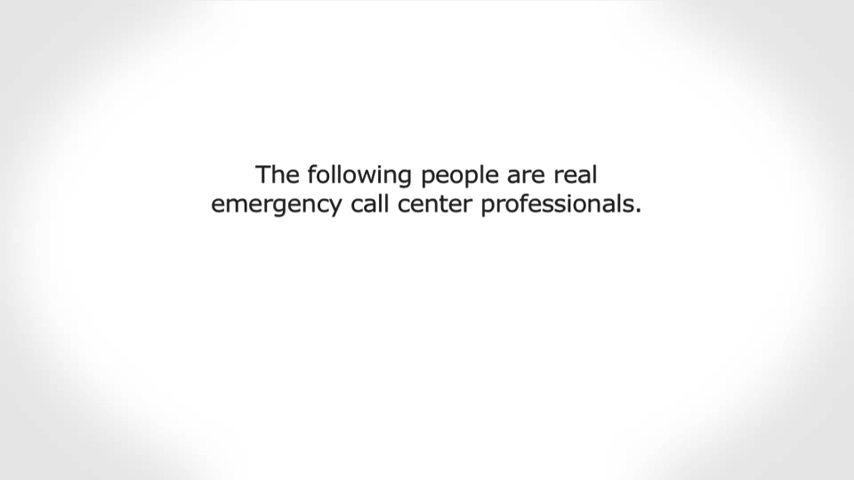 The following people are real
emergency call center professionals.